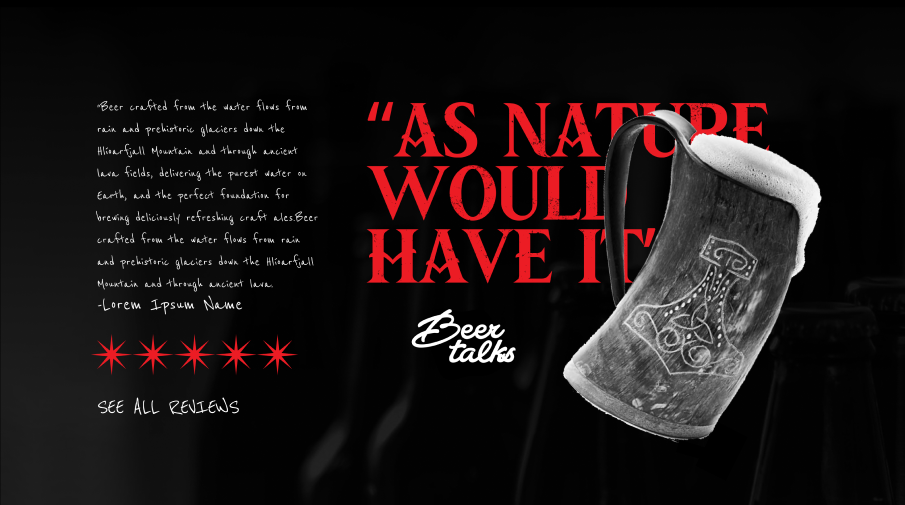 "Beer crafted from the water flows from
rain and prehistoric glaciers down the
Hlíðarfjall Mountain and through ancient
lava fields, delivering the purest water on
Earth, and the perfect foundation for
brewing deliciously refreshing craft ales.Beer
crafted from the water flows from rain
and prehistoric glaciers down the Hlíðarfjall
Mountain and through ancient lava.
-Lorem Ipsum Name
SEE ALL REVIEWS
“AS NATURE
WOULD
HAVE IT”
Beer
talks